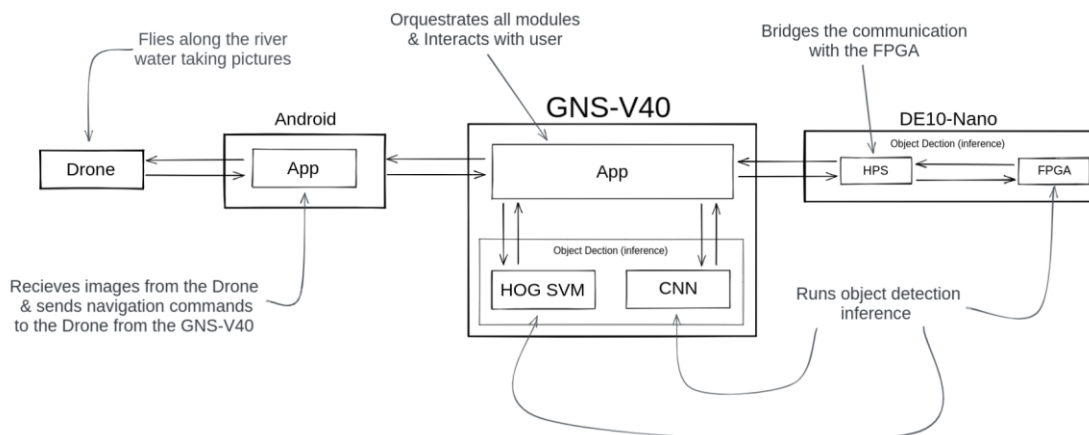 Flies along the river
water taking pictures
Orquestrates all modules
& Interacts with user
Bridges the communication
with the FPGA
Android
GNS-V40
DE10-Nano
Object Dection (inference)
Drone
App
App
HPS
FPGA
Object Dection (inference)
HOG SVM
CNN
Recieves images from the Drone
& sends navigation commands
to the Drone from the GNS-V40
Runs object detection
inference